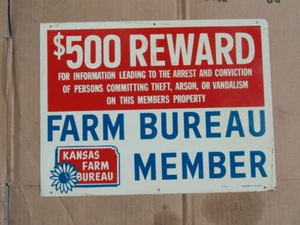 $500 REWARD
FOR INFORMATION LEADING TO THE ARREST AND CONVICTION
OF PERSONS COMMITTING THEFT, ARSON, OR VANDALISM
ON THIS MEMBERS PROPERTY
FARM BUREAU
KANSAS
FARM
BUREAU
MEMBER